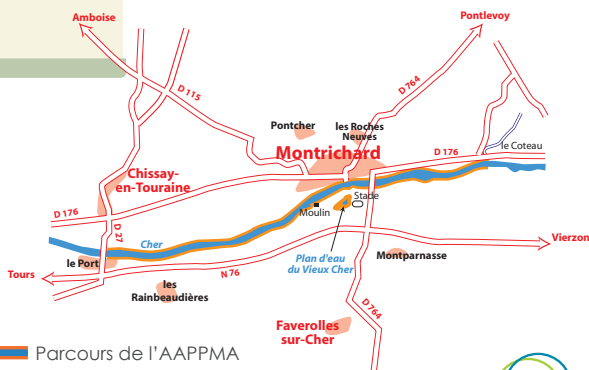 Amboise
Pontlevoy
D 115
D 764
Pontcher
les Roches
Neuves
le Coteau
Montrichard
D 176
Chissay-
en-Touraine
Stade
Moulin
D 176
D 27
Cher
Vierzon
Plan d'eau
du Vieux Cher
Montparnasse
le Port
Tours
N 76
les
Rainbeaudières
D 764
Faverolles
sur-Cher
Parcours de l'AAPPMA